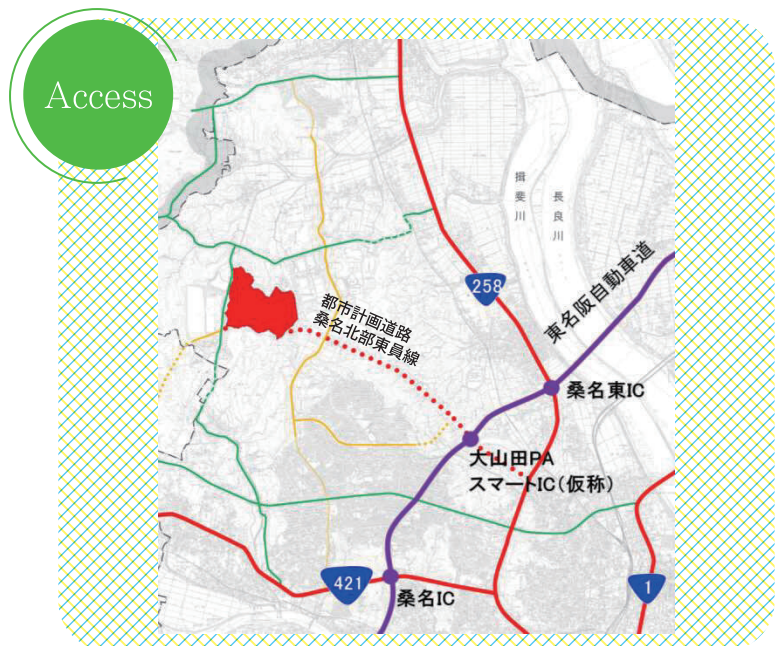 Access
揖斐川
長良川
258
東名阪自動車道
都市計画道路
桑名北部東員線
桑名東IC
大山田PA
スマートIC（仮称）
421
桑名IC
1